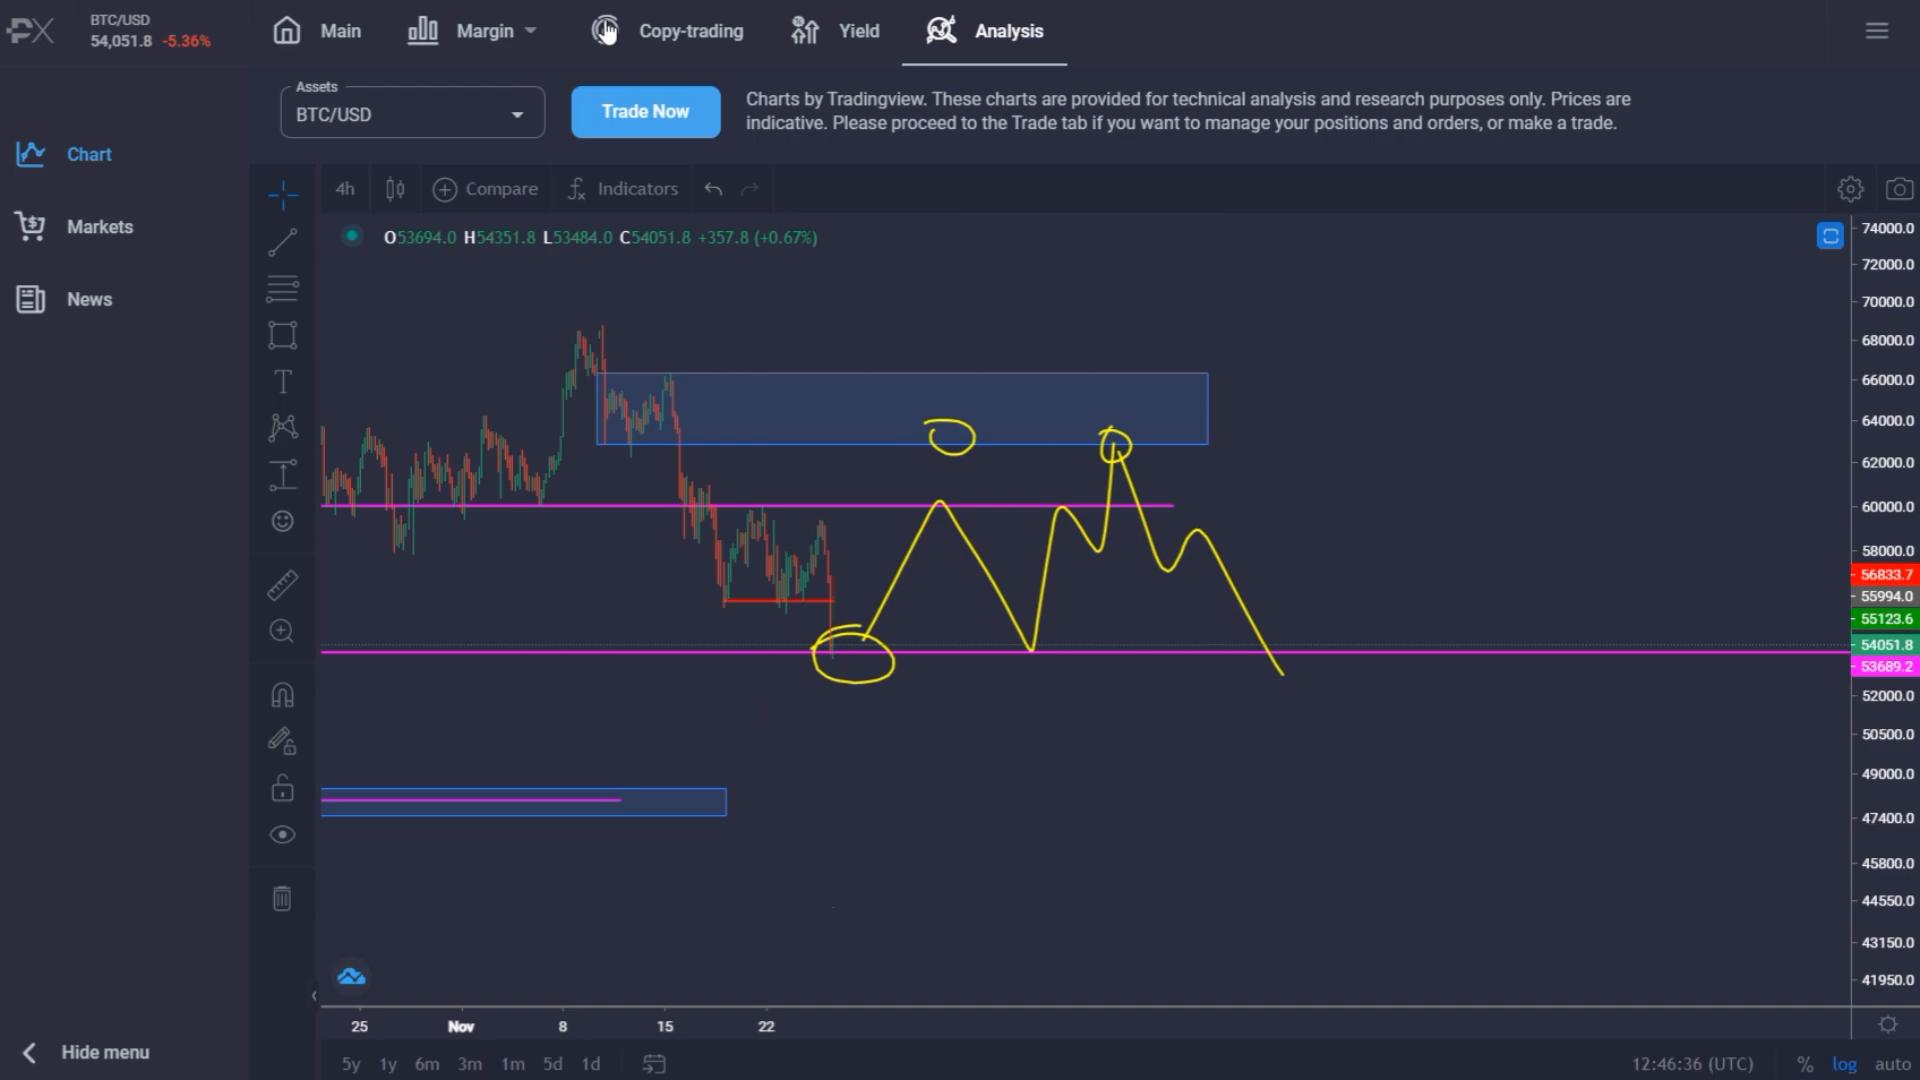 PX
BTC/USD
54,051.8 -5.36%
Main
Margin
Copy-trading
Yield
Analysis
Assets
BTC/USD
Trade Now
Charts by Tradingview. These charts are provided for technical analysis and research purposes only. Prices are
indicative. Please proceed to the Trade tab if you want to manage your positions and orders, or make a trade.
Chart
Markets
News
4h
Compare
Indicators
O53694.0 H54351.8 L53484.0 C54051.8 +357.8 (+0.67%)
74000.0
72000.0
70000.0
68000.0
66000.0
64000.0
62000.0
60000.0
58000.0
56833.7
55994.0
55123.6
54051.8
53689.2
52000.0
50500.0
49000.0
47400.0
45800.0
44550.0
43150.0
41950.0
25 Nov 8 15 22
Hide menu
5y 1y 6m 3m 1m 5d 1d
12:46:36 (UTC) % log auto